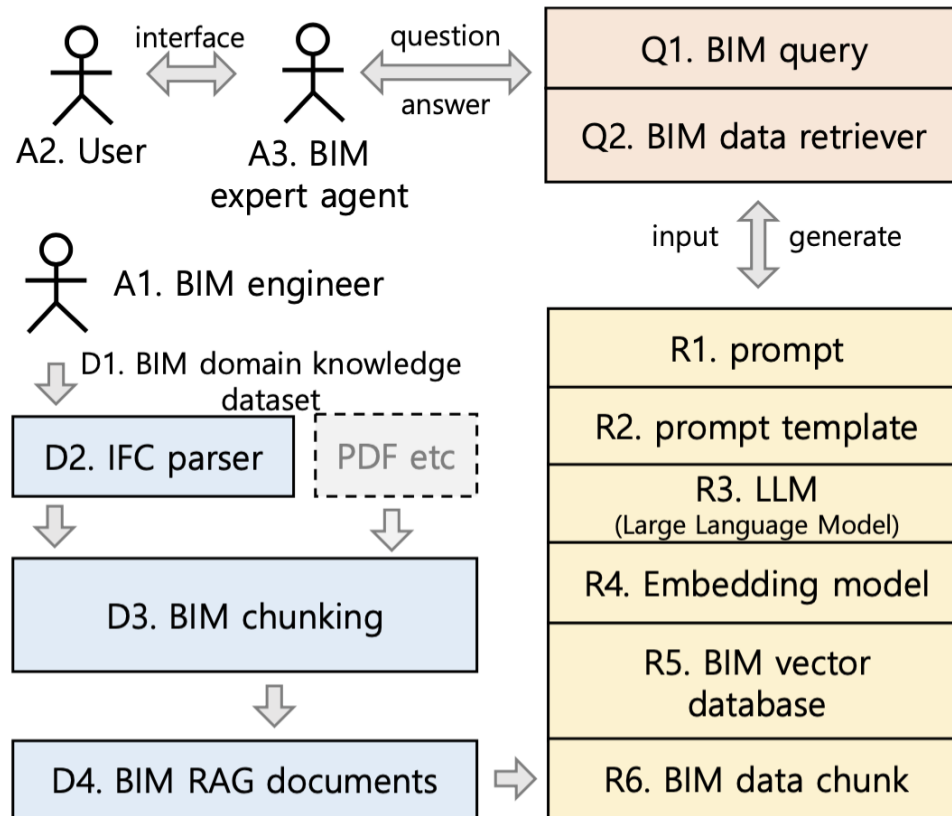 interface
A2. User
A3. BIM
expert agent
question
answer
Q1. BIM query
Q2. BIM data retriever
input
generate
A1. BIM engineer
D1. BIM domain knowledge
dataset
D2. IFC parser
PDF etc
D3. BIM chunking
D4. BIM RAG documents
R1. prompt
R2. prompt template
R3. LLM
(Large Language Model)
R4. Embedding model
R5. BIM vector
database
R6. BIM data chunk